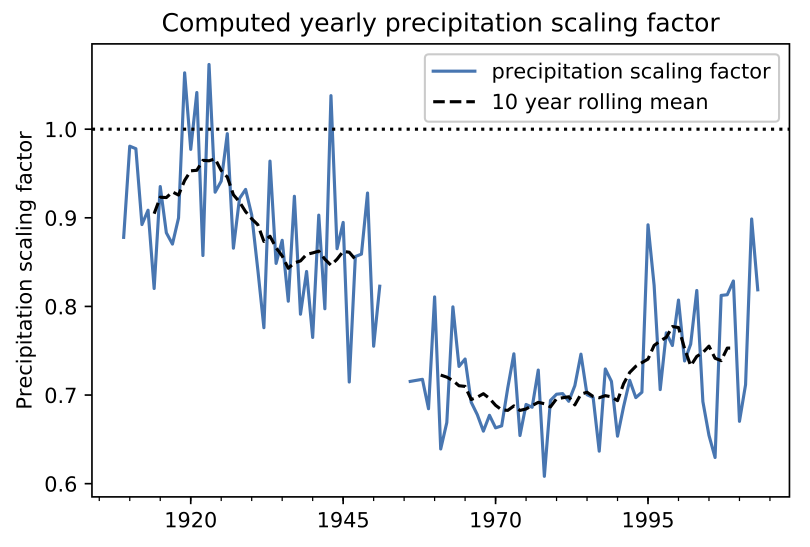 Computed yearly precipitation scaling factor
precipitation scaling factor
10 year rolling mean
Precipitation scaling factor
1.0
0.9
0.8
0.7
0.6
1920
1945
1970
1995